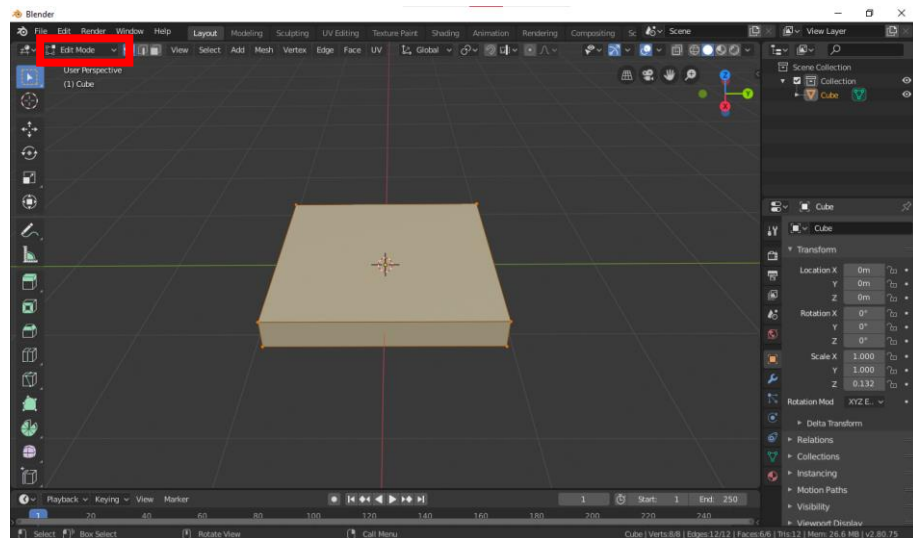 Blender
File Edit Render Window Help Layout Modeling Sculpting UV Editing Texture Paint Shading Animation Rendering Compositing Sc Scene View Layer
Edit Mode View Select Add Mesh Vertex Edge Face UV Global
User Perspective
(1) Cube
Z
Y
X
Scene Collection
Collection
Cube
Cube
Cube
Transform
Location X 0m
Y 0m
Z 0m
Rotation X 0°
Y 0°
Z 0°
Scale X 1.000
Y 1.000
Z 0.132
Rotation Mod XYZ E..
Delta Transform
Relations
Collections
Instancing
Motion Paths
Visibility
Viewport Display
Playback Keying View Marker 1 Start: 1 End: 250
1 20 40 60 80 100 120 140 160 180 200 220 240
Select Box Select Rotate View Call Menu Cube | Verts:8/8 | Edges:12/12 | Faces:6/6 | Tris:12 | Mem: 26.6 MB | v2.80.75